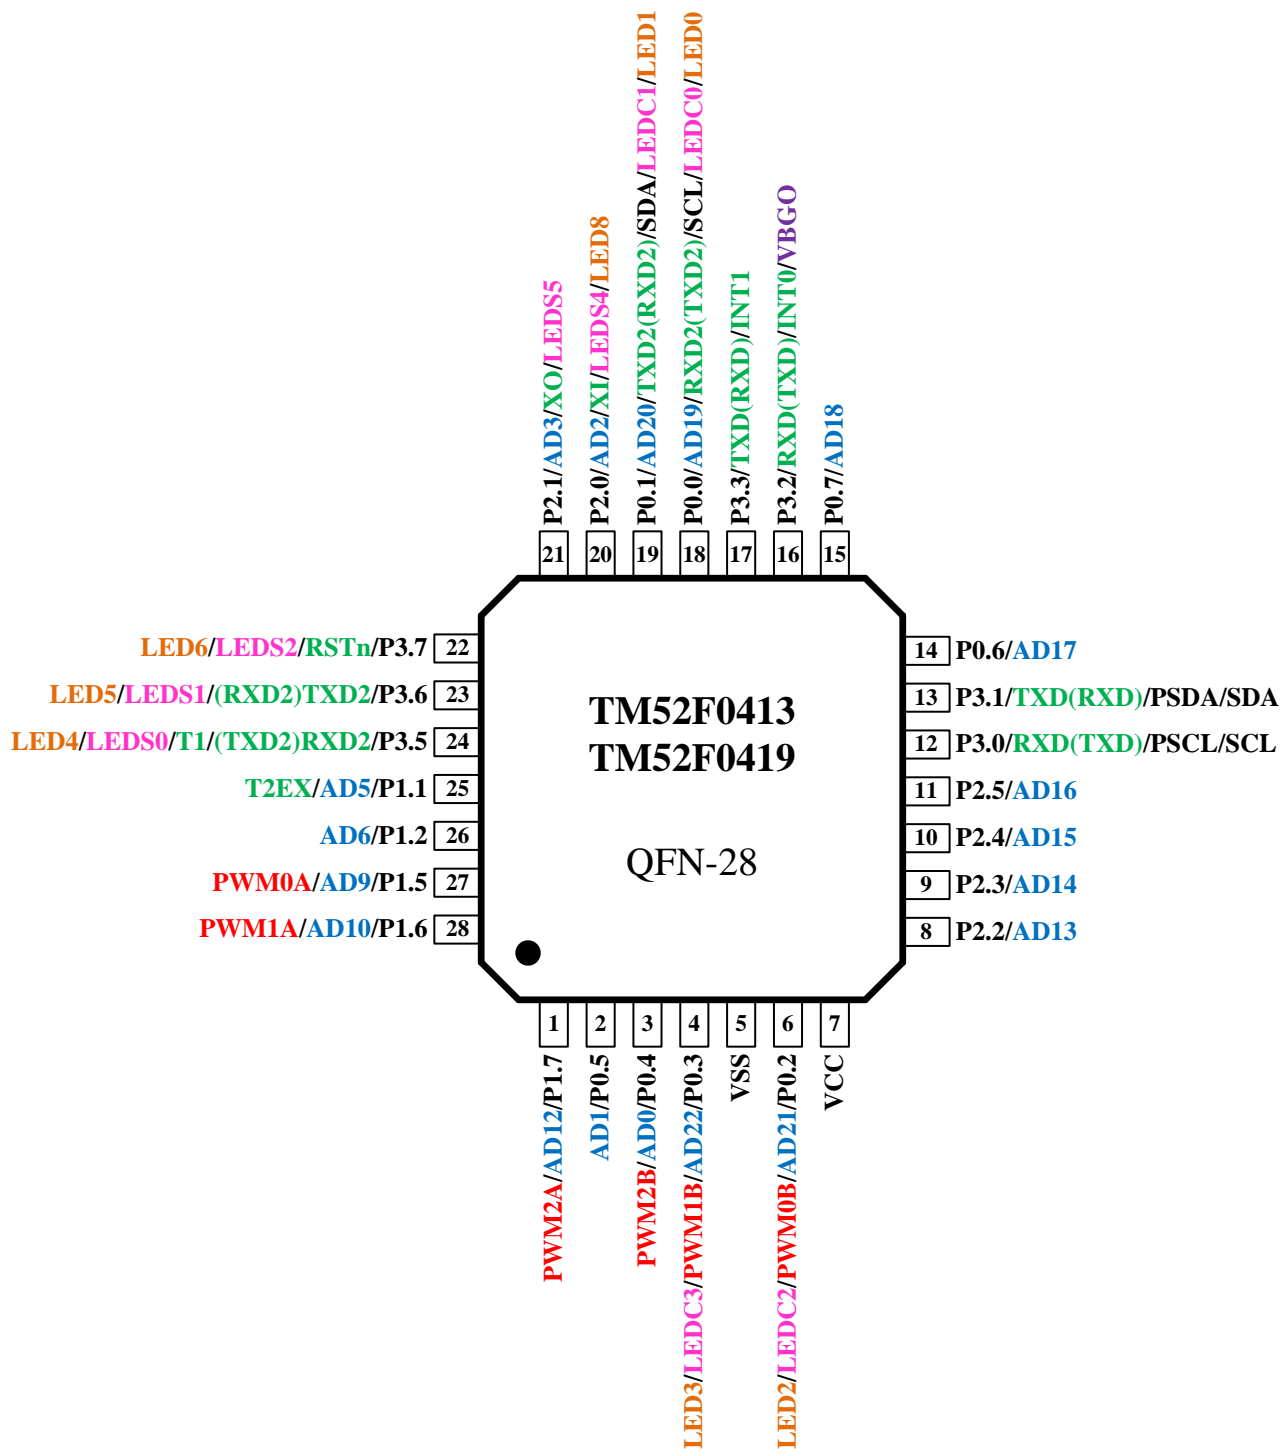 P2.1/AD3/XO/LEDS5
P2.0/AD2/XI/LEDS4/LED8
P0.1/AD20/TXD2(RXD2)/SDA/LEDC1/LED1
P0.0/AD19/RXD2(TXD2)/SCL/LEDC0/LED0
P3.3/TXD(RXD)/INT1
P3.2/RXD(TXD)/INT0/VBGO
P0.7/AD18
21 20 19 18 17 16 15
LED6/LEDS2/RSTn/P3.7 22
LED5/LEDS1/(RXD2)TXD2/P3.6 23
LED4/LEDS0/T1/(TXD2)RXD2/P3.5 24
T2EX/AD5/P1.1 25
AD6/P1.2 26
PWM0A/AD9/P1.5 27
PWM1A/AD10/P1.6 28
TM52F0413
TM52F0419
QFN-28
14 P0.6/AD17
13 P3.1/TXD(RXD)/PSDA/SDA
12 P3.0/RXD(TXD)/PSCL/SCL
11 P2.5/AD16
10 P2.4/AD15
9 P2.3/AD14
8 P2.2/AD13
1 2 3 4 5 6 7
PWM2A/AD12/P1.7
AD1/P0.5
PWM2B/AD0/P0.4
LED3/LEDC3/PWM1B/AD22/P0.3
VSS
LED2/LEDC2/PWM0B/AD21/P0.2
VCC